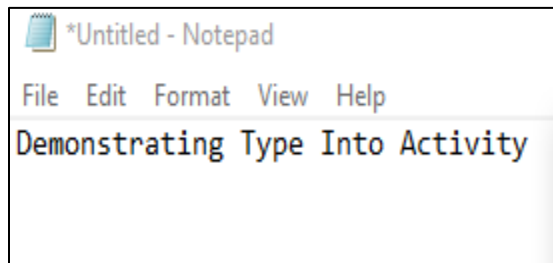 *Untitled - Notepad
File Edit Format View Help
Demonstrating Type Into Activity